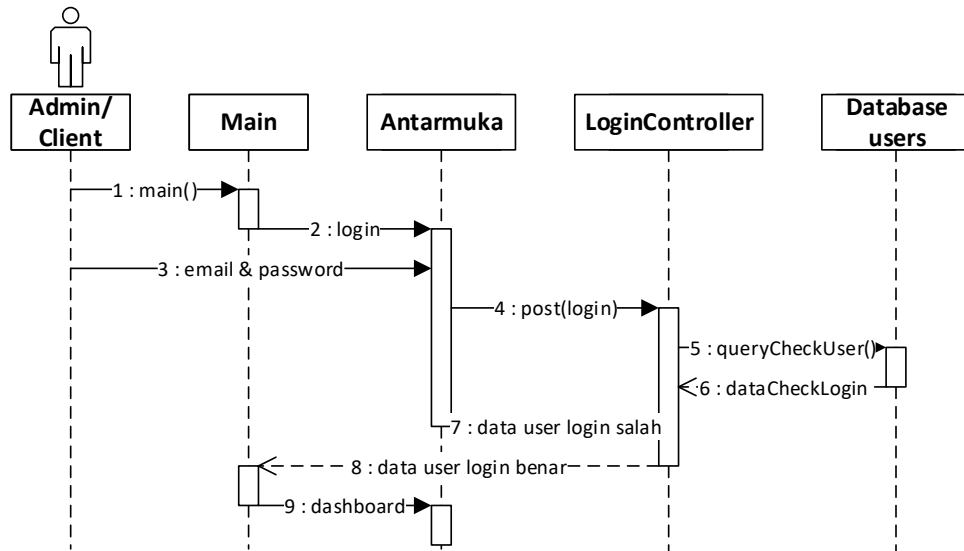 Admin/
Client
Main
Antarmuka
LoginController
Database
users
1 : main()
2 : login
3 : email & password
4 : post(login)
5 : queryCheckUser()
6 : dataCheckLogin
7 : data user login salah
8 : data user login benar
9 : dashboard